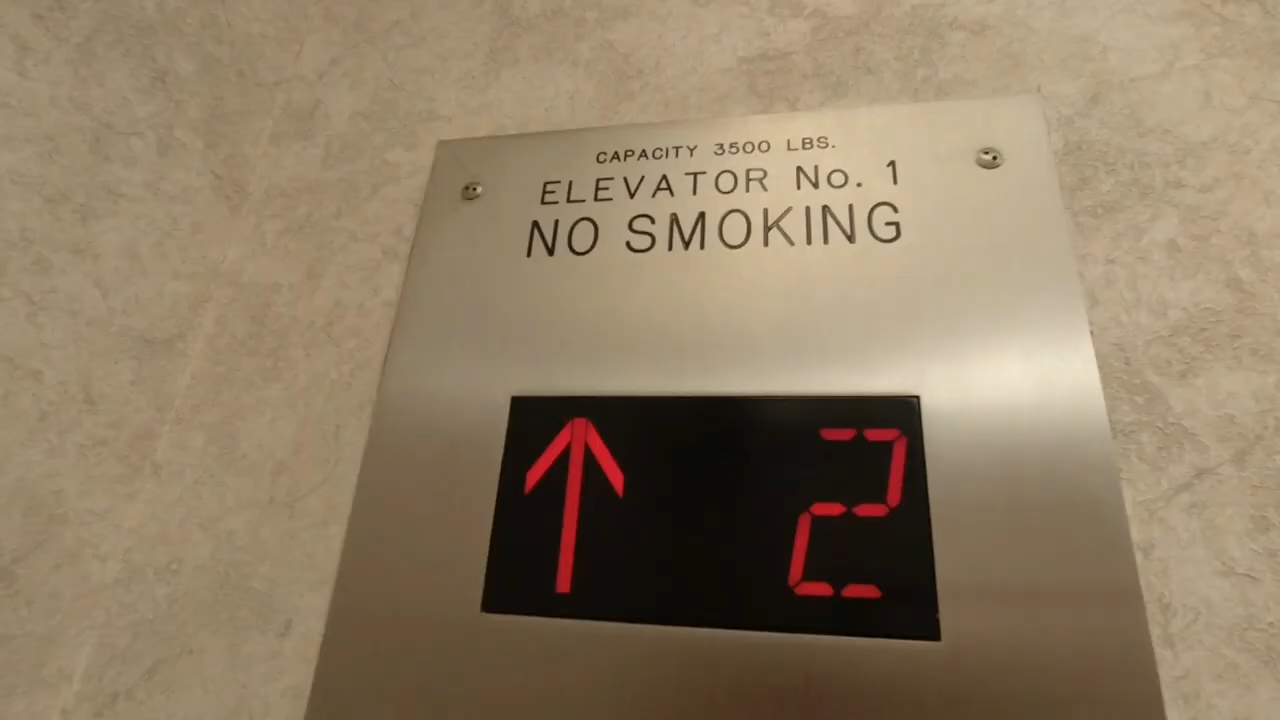 CAPACITY 3500 LBS.
ELEVATOR No. 1
NO SMOKING
↑ 2